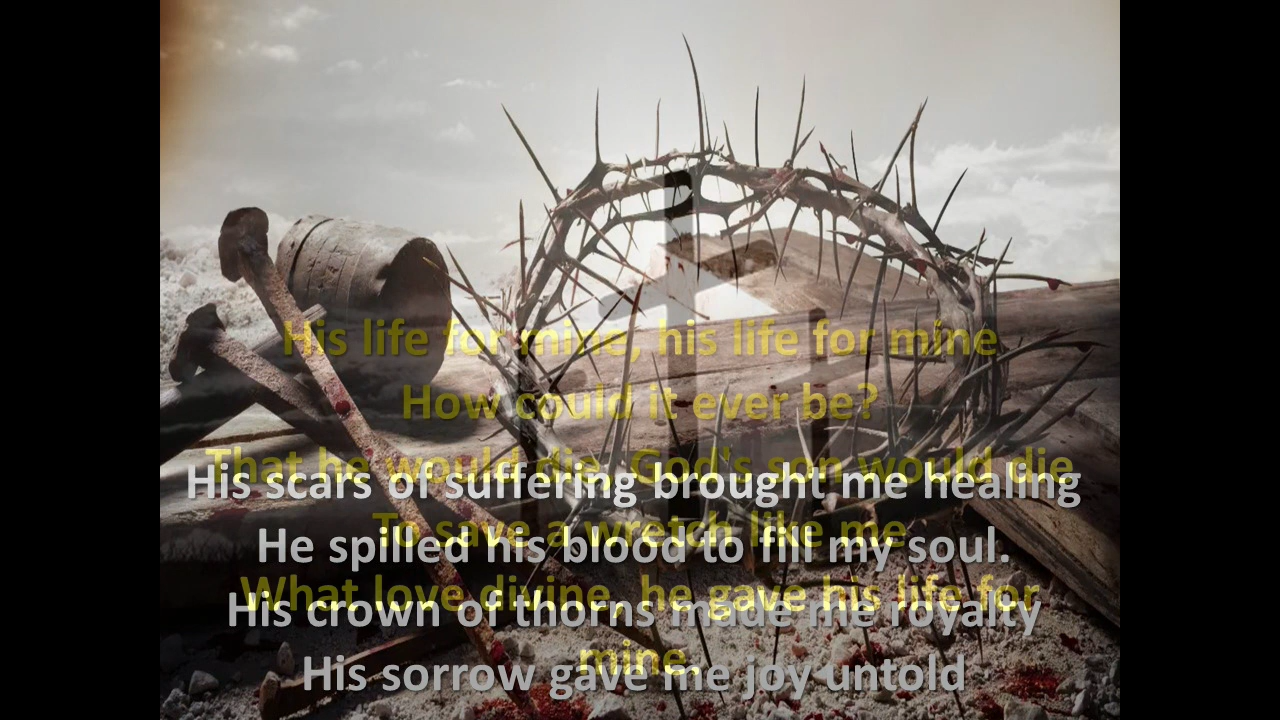 His life for mine, his life for mine
How could it ever be?
That he would die, God's son would die
To save a wretch like me
What love divine, he gave his life for
mine.
His scars of suffering brought me healing
He spilled his blood to fill my soul.
His crown of thorns made me royalty
His sorrow gave me joy untold